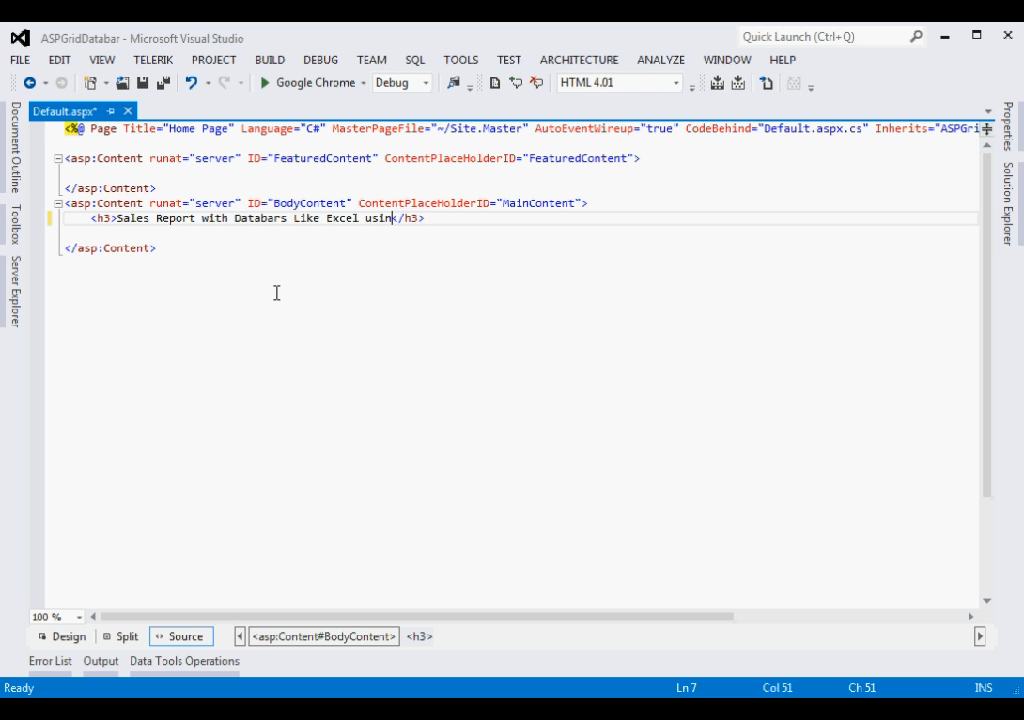 ASPGridDatabar - Microsoft Visual Studio
Quick Launch (Ctrl+Q)
FILE EDIT VIEW TELERIK PROJECT BUILD DEBUG TEAM SQL TOOLS TEST ARCHITECTURE ANALYZE WINDOW HELP
Google Chrome Debug HTML 4.01
Document Outline
Toolbox
Server Explorer
Default.aspx*
<%@ Page Title="Home Page" Language="C#" MasterPageFile="~/Site.Master" AutoEventWireup="true" CodeBehind="Default.aspx.cs" Inherits="ASPGri
<asp:Content runat="server" ID="FeaturedContent" ContentPlaceHolderID="FeaturedContent">
</asp:Content>
<asp:Content runat="server" ID="BodyContent" ContentPlaceHolderID="MainContent">
<h3>Sales Report with Databars Like Excel usin</h3>
</asp:Content>
Properties
Solution Explorer
100 %
Design Split Source <asp:Content#BodyContent> <h3>
Error List Output Data Tools Operations
Ready Ln 7 Col 51 Ch 51 INS